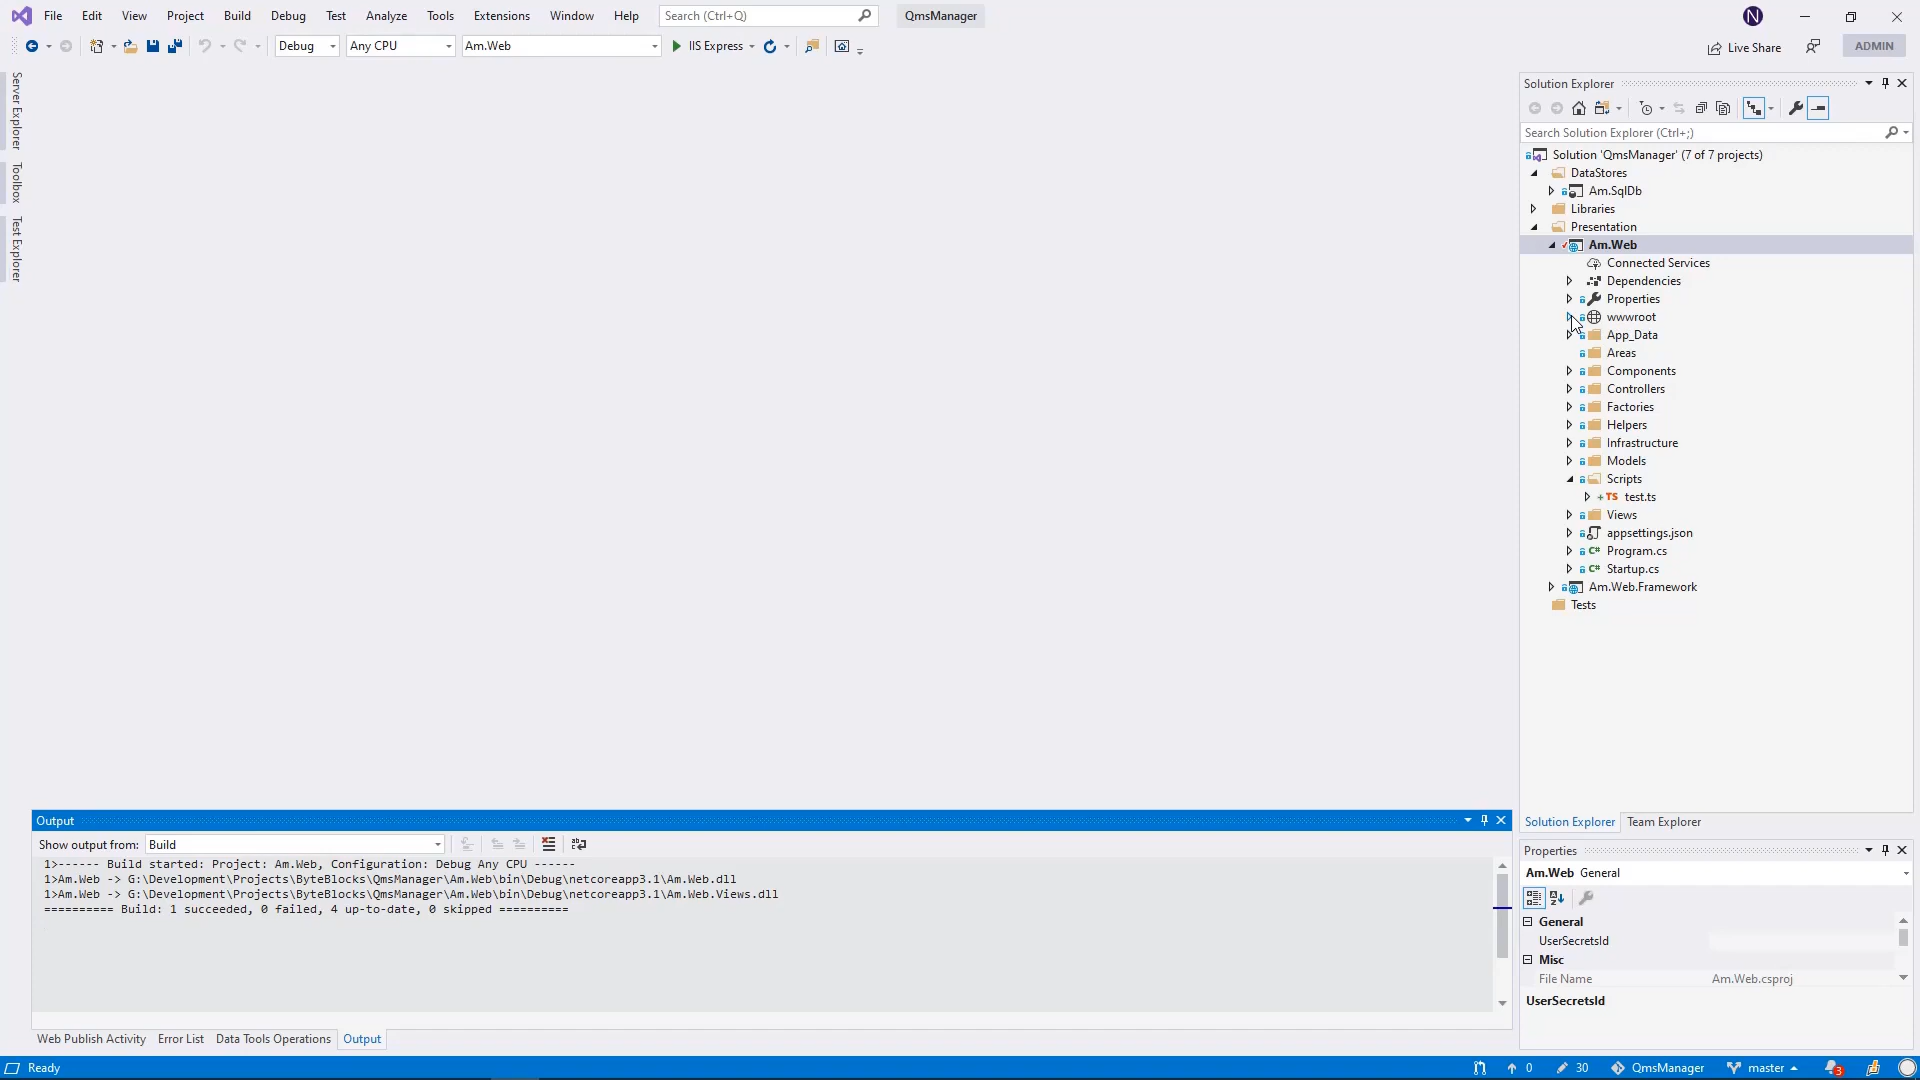 File Edit View Project Build Debug Test Analyze Tools Extensions Window Help Search (Ctrl+Q) QmsManager N
Debug Any CPU Am.Web IIS Express Live Share ADMIN
Server Explorer
Toolbox
Test Explorer
Solution Explorer
Search Solution Explorer (Ctrl+;)
Solution 'QmsManager' (7 of 7 projects)
DataStores
Am.SqlDb
Libraries
Presentation
Am.Web
Connected Services
Dependencies
Properties
wwwroot
App_Data
Areas
Components
Controllers
Factories
Helpers
Infrastructure
Models
Scripts
TS test.ts
Views
appsettings.json
C# Program.cs
C# Startup.cs
Am.Web.Framework
Tests
Solution Explorer Team Explorer
Output
Show output from: Build
1>------ Build started: Project: Am.Web, Configuration: Debug Any CPU ------
1>Am.Web -> G:\Development\Projects\ByteBlocks\QmsManager\Am.Web\bin\Debug\netcoreapp3.1\Am.Web.dll
1>Am.Web -> G:\Development\Projects\ByteBlocks\QmsManager\Am.Web\bin\Debug\netcoreapp3.1\Am.Web.Views.dll
========== Build: 1 succeeded, 0 failed, 4 up-to-date, 0 skipped ==========
Web Publish Activity Error List Data Tools Operations Output
Properties
Am.Web General
General
UserSecretsId
Misc
File Name Am.Web.csproj
UserSecretsId
Ready 0 30 QmsManager master 3